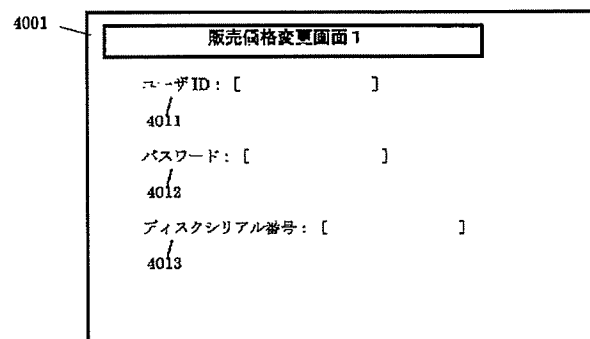 4001
販売価格変更画面1
ユーザID：[ ]
4011
パスワード：[ ]
4012
ディスクシリアル番号：[ ]
4013